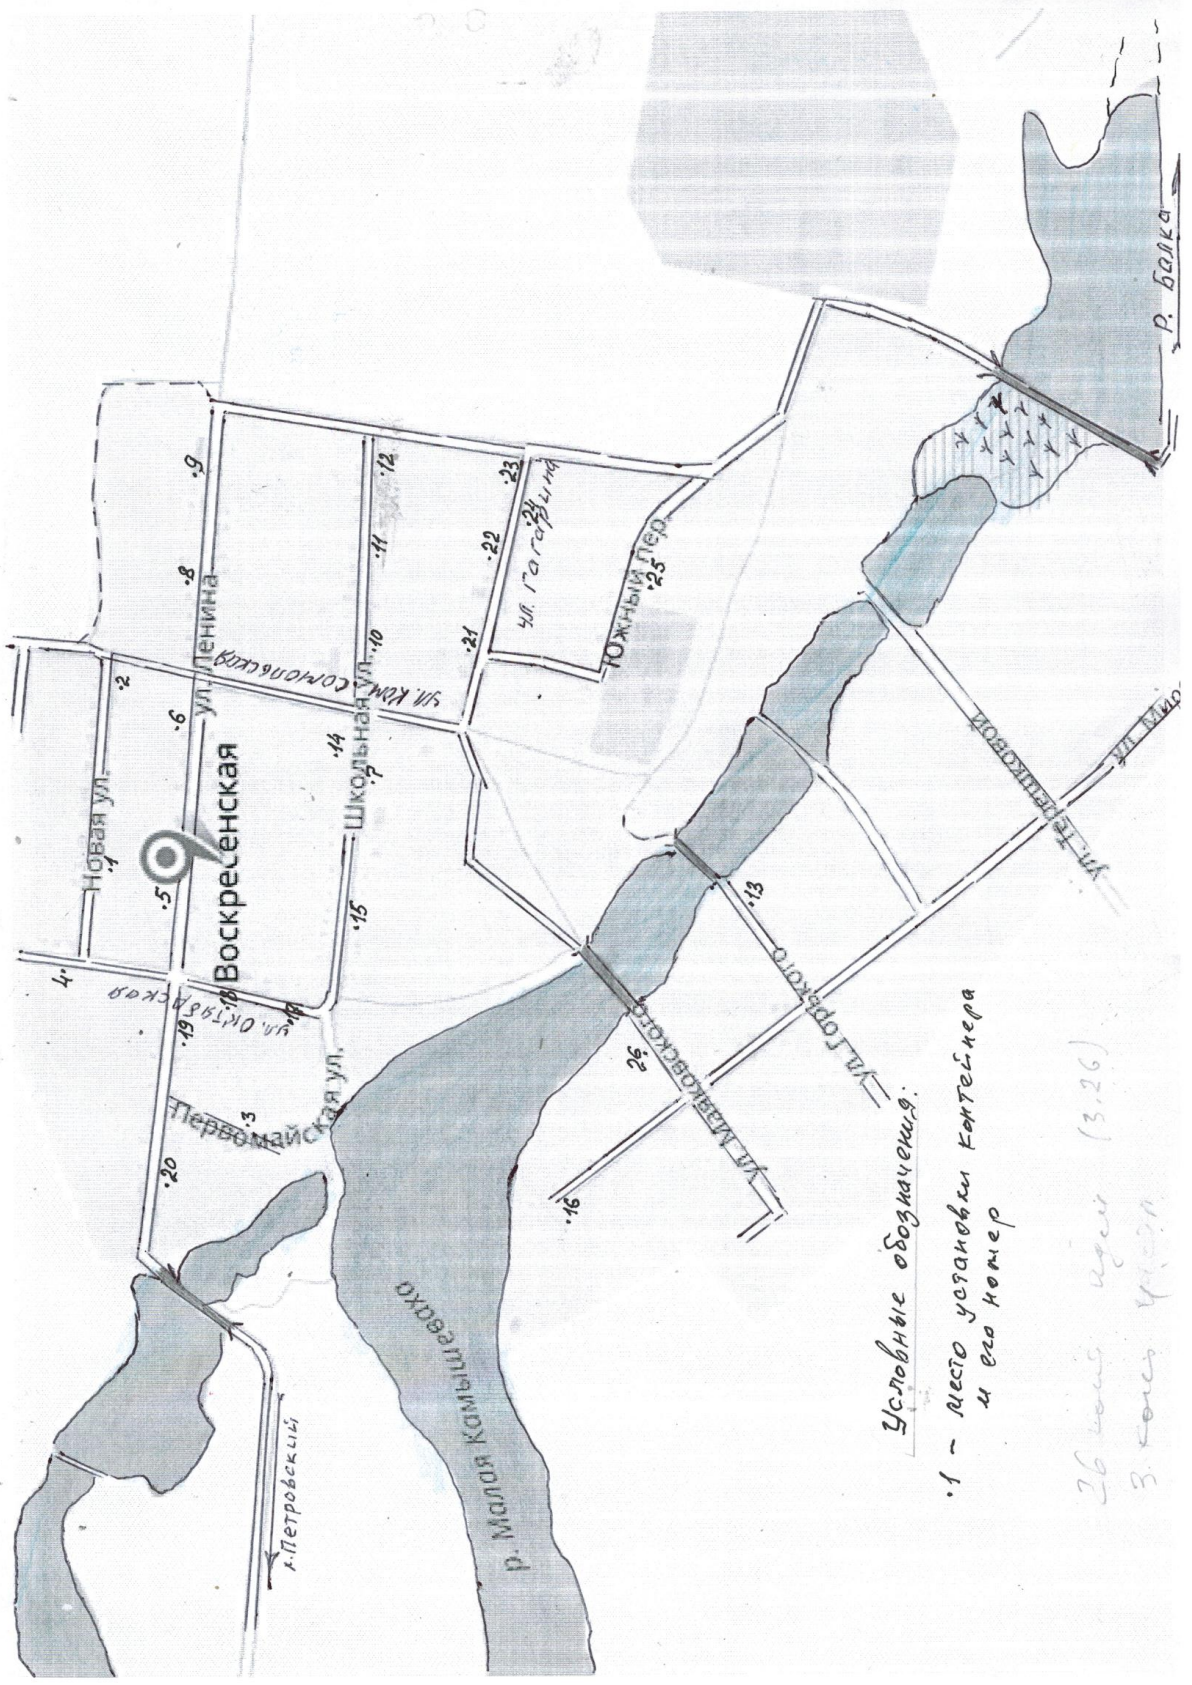 Новая ул.
ул. Ленина
ул. Комсомольская
Школьная ул.
Воскресенская
ул. Октябрьская
Первомайская ул.
ул. Гагарина
Южный пер.
р. Малая Камышеваха
х. Петровский
ул. Маяковского
ул. Горького
ул. Терешковой
ул. Мир
Р. Балка
1
2
3
4
5
6
7
8
9
10
11
12
13
14
15
16
18
19
20
21
22
23
24
25
26
Условные обозначения:
.1 - место установки контейнера
и его номер